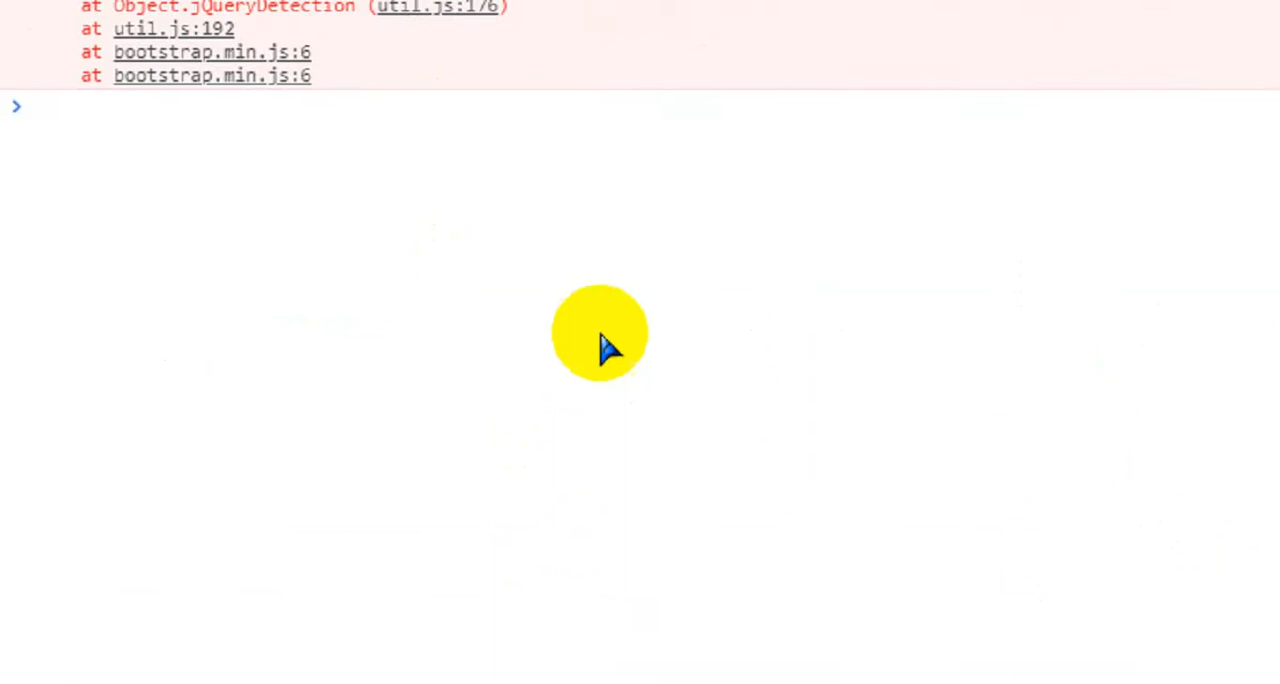 at Object.jQueryDetection (util.js:176)
at util.js:192
at bootstrap.min.js:6
at bootstrap.min.js:6
>